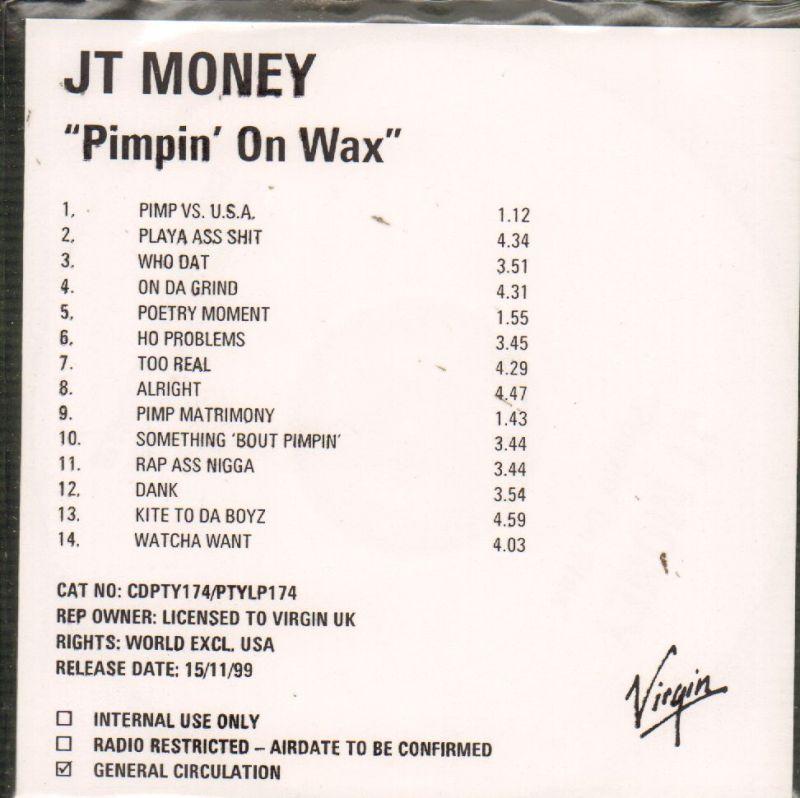 JT MONEY
“Pimpin’ On Wax”
1. PIMP VS. U.S.A. 1.12
2. PLAYA ASS SHIT 4.34
3. WHO DAT 3.51
4. ON DA GRIND 4.31
5. POETRY MOMENT 1.55
6. HO PROBLEMS 3.45
7. TOO REAL 4.29
8. ALRIGHT 4.47
9. PIMP MATRIMONY 1.43
10. SOMETHING ‘BOUT PIMPIN’ 3.44
11. RAP ASS NIGGA 3.44
12. DANK 3.54
13. KITE TO DA BOYZ 4.59
14. WATCHA WANT 4.03
CAT NO: CDPTY174/PTYLP174
REP OWNER: LICENSED TO VIRGIN UK
RIGHTS: WORLD EXCL. USA
RELEASE DATE: 15/11/99
Virgin
☐ INTERNAL USE ONLY
☐ RADIO RESTRICTED – AIRDATE TO BE CONFIRMED
☑ GENERAL CIRCULATION